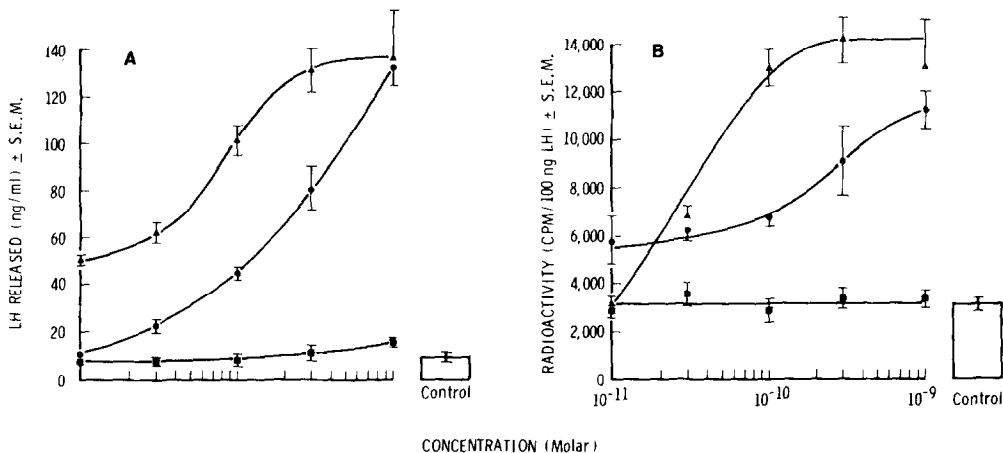 A
LH RELEASED (ng/ml) ± S.E.M.
140
120
100
80
60
40
20
0
Control
B
RADIOACTIVITY (CPM/100 ng LH) ± S.E.M.
14,000
12,000
10,000
8,000
6,000
4,000
2,000
0
10⁻¹¹
10⁻¹⁰
10⁻⁹
Control
CONCENTRATION (Molar)